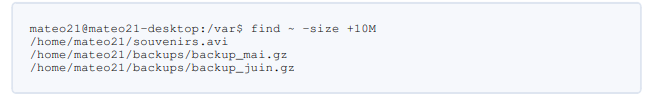 mateo21@mateo21-desktop:/var$ find ~ -size +10M
/home/mateo21/souvenirs.avi
/home/mateo21/backups/backup_mai.gz
/home/mateo21/backups/backup_juin.gz